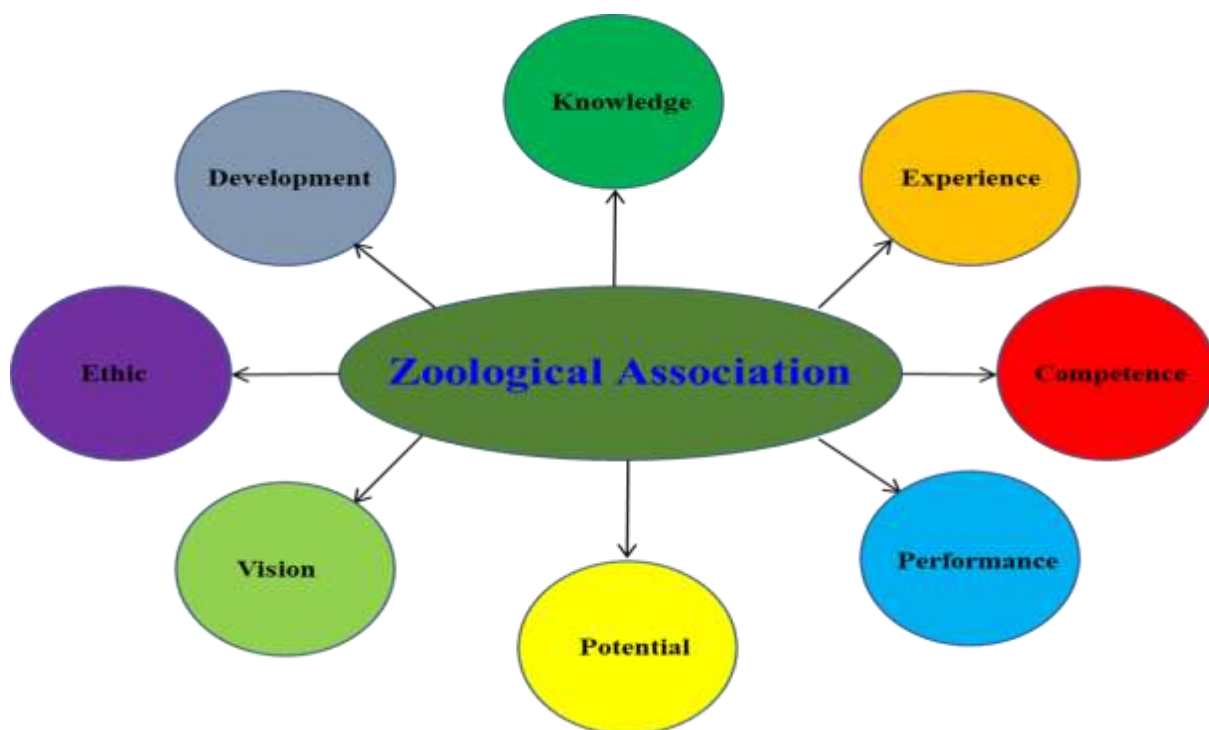 Knowledge
Development
Experience
Zoological Association
Ethic
Competence
Vision
Performance
Potential